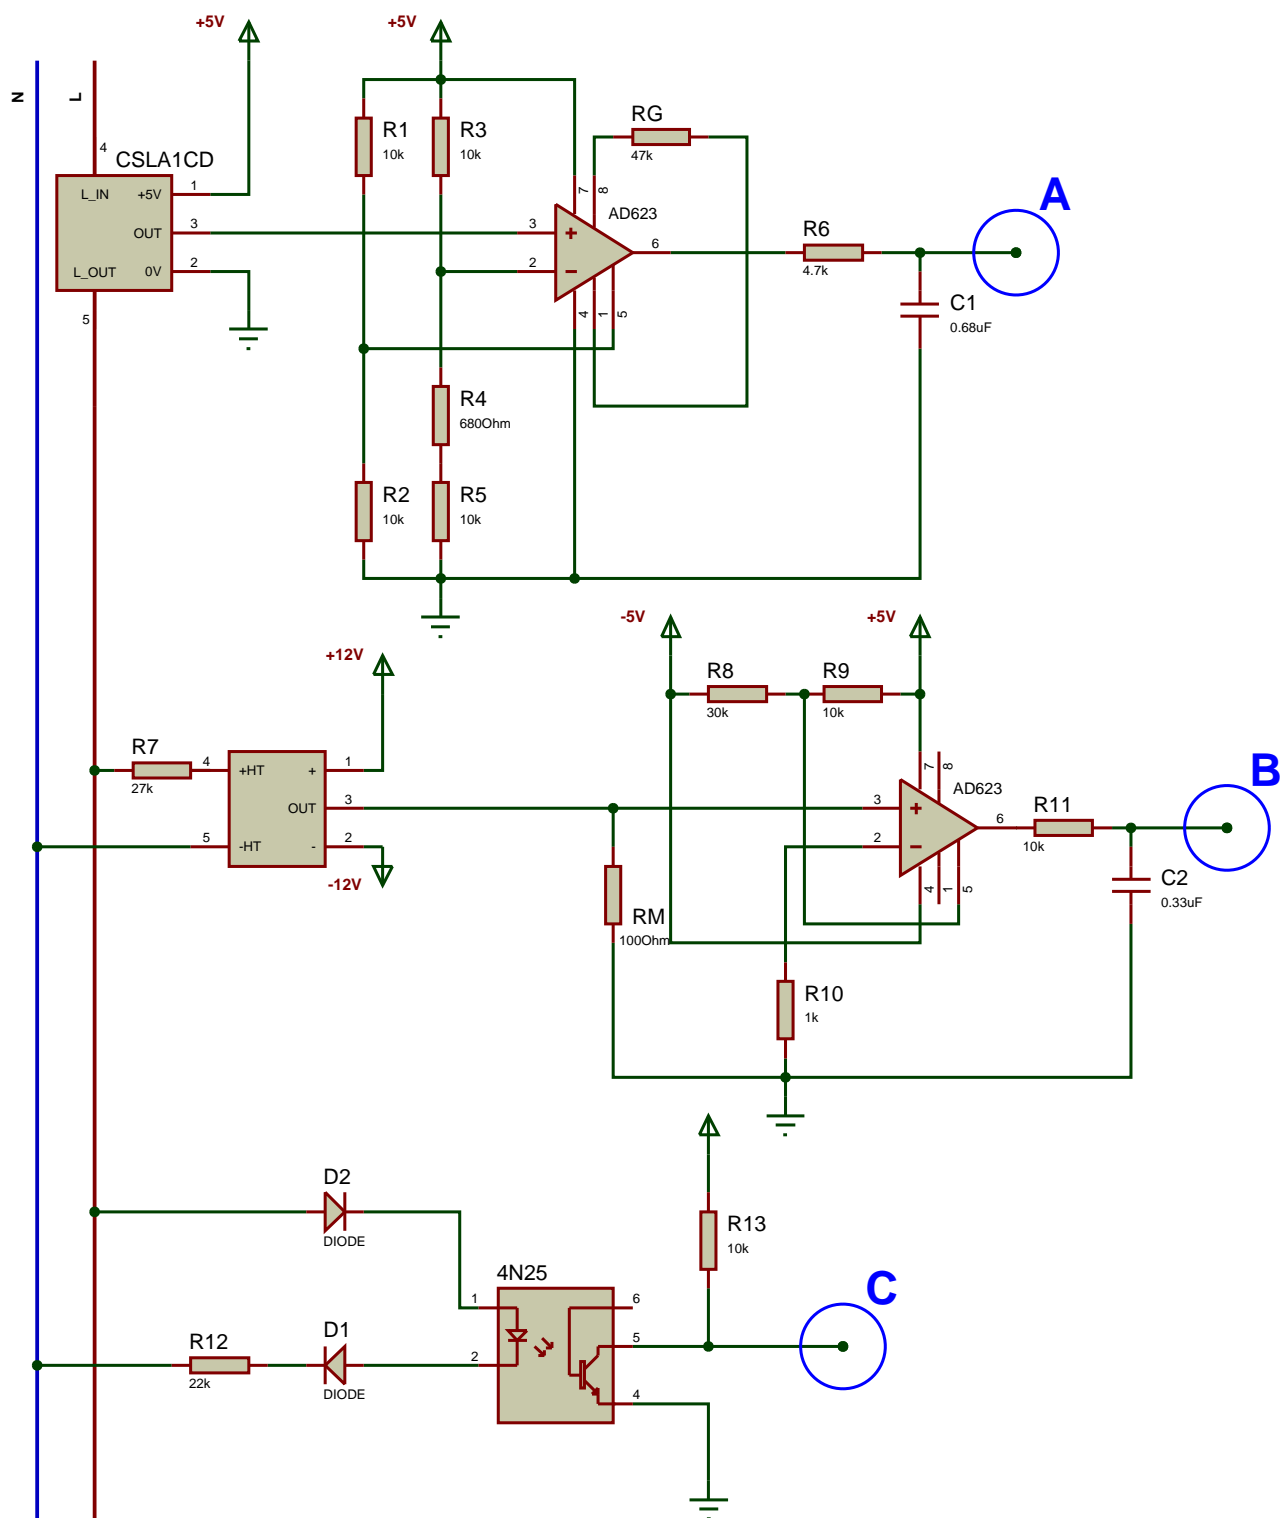 +5V
+5V
N
L
4
CSLA1CD
L_IN
+5V
1
OUT
3
L_OUT
0V
2
5
R1
10k
R3
10k
RG
47k
7
8
AD623
3
+
2
−
6
4
1
5
R6
4.7k
A
C1
0.68uF
R4
680Ohm
R2
10k
R5
10k
-5V
+5V
+12V
R8
30k
R9
10k
R7
27k
4
+HT
+
1
OUT
3
5
-HT
-
2
-12V
7
8
AD623
3
+
2
−
6
4
1
5
R11
10k
B
C2
0.33uF
RM
100Ohm
R10
1k
D2
DIODE
R13
10k
4N25
1
6
5
2
4
C
R12
22k
D1
DIODE